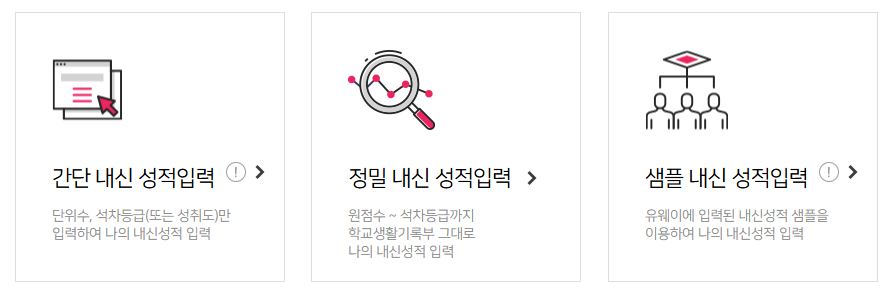 간단 내신 성적입력
단위수, 석차등급(또는 성취도)만
입력하여 나의 내신성적 입력
정밀 내신 성적입력
원점수 ~ 석차등급까지
학교생활기록부 그대로
나의 내신성적 입력
샘플 내신 성적입력
유웨이에 입력된 내신성적 샘플을
이용하여 나의 내신성적 입력